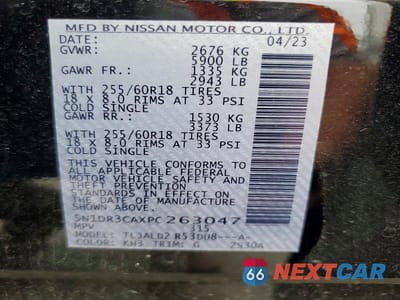 MFD BY NISSAN MOTOR CO., LTD.
DATE: 04/23
GVWR: 2676 KG
5900 LB
GAWR FR.: 1335 KG
2943 LB
WITH 255/60R18 TIRES
18 X 8.0 RIMS AT 33 PSI
COLD SINGLE
GAWR RR.: 1530 KG
3373 LB
WITH 255/60R18 TIRES
18 X 8.0 RIMS AT 33 PSI
COLD SINGLE
THIS VEHICLE CONFORMS TO
ALL APPLICABLE FEDERAL
MOTOR VEHICLE SAFETY AND
THEFT PREVENTION
STANDARDS IN EFFECT ON
THE DATE OF MANUFACTURE
SHOWN ABOVE.
5N1DR3CAXPC263047
MPV 315
MODEL: TL3ALD2 R53D08---A-
COLOR: KH3 TRIM: G 2530A
66 NEXTCAR